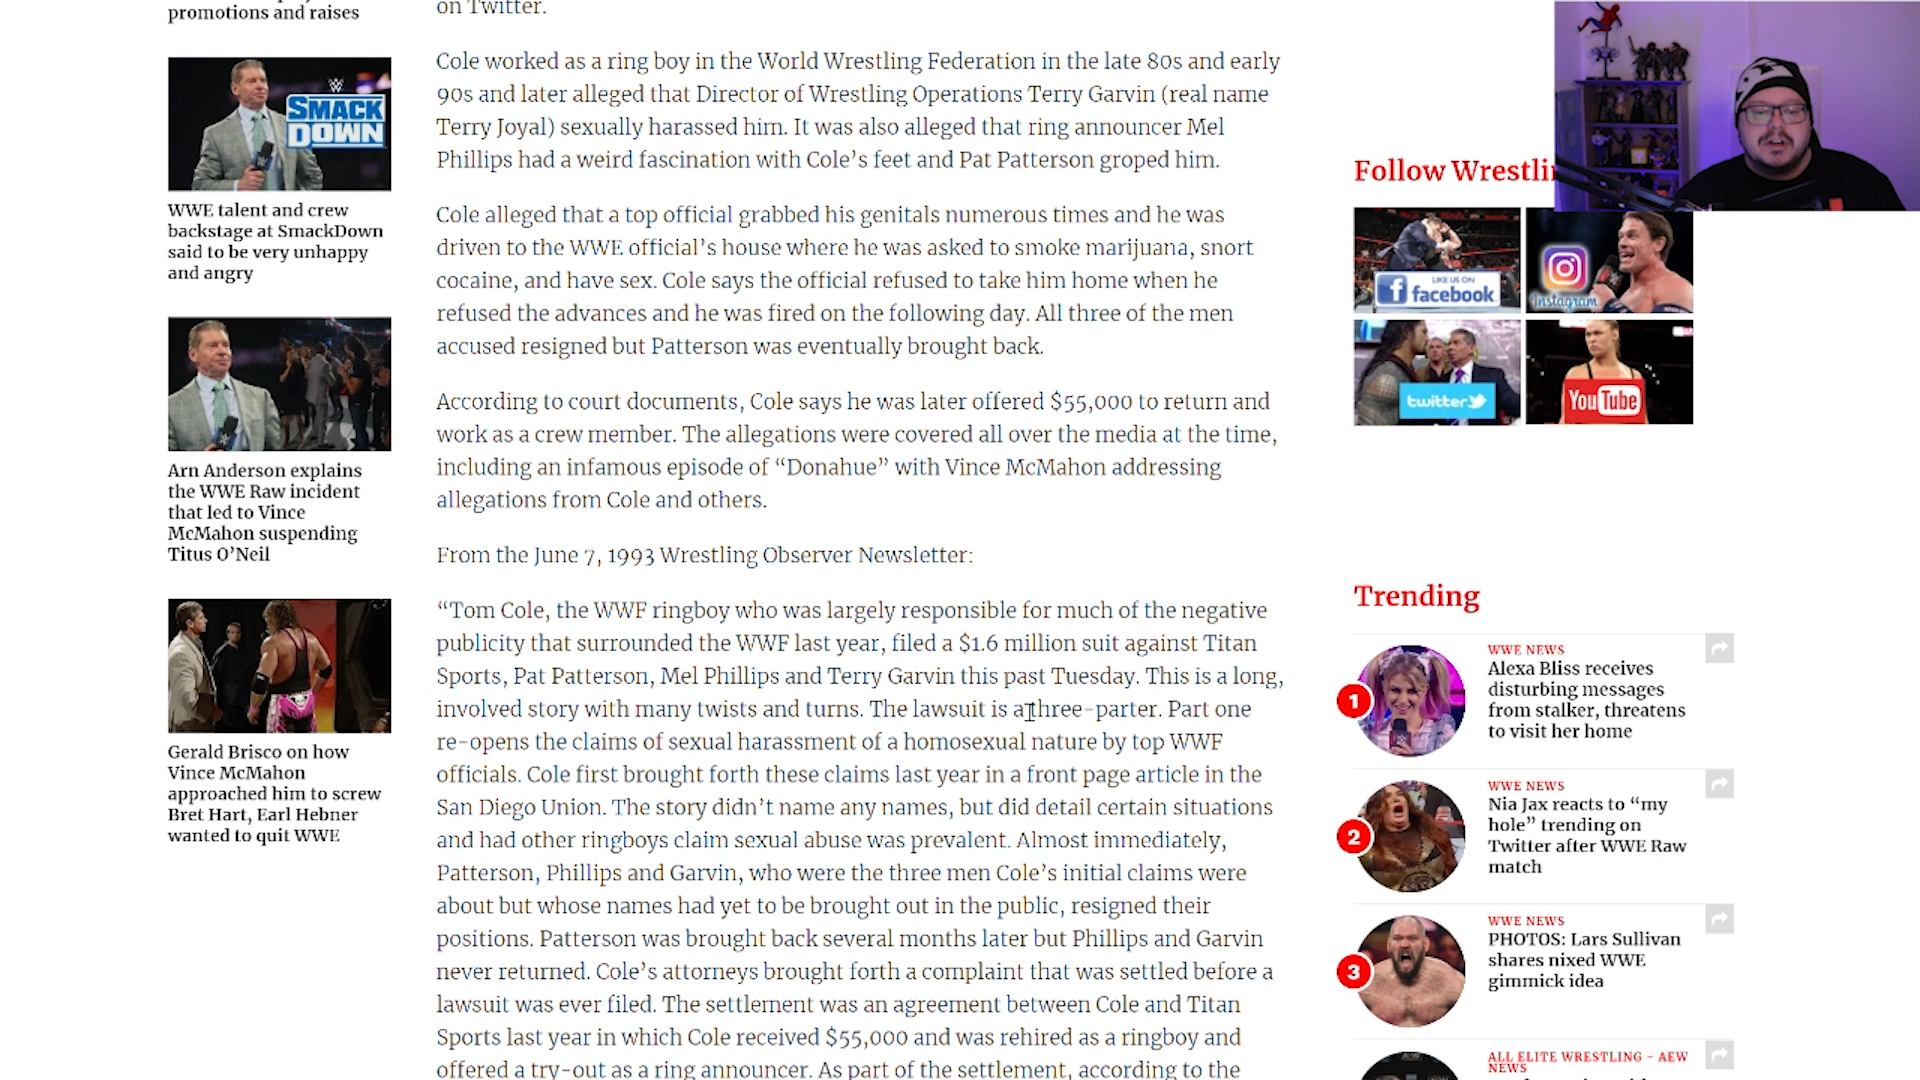 promotions and raises
SMACK
DOWN
WWE talent and crew
backstage at SmackDown
said to be very unhappy
and angry
Arn Anderson explains
the WWE Raw incident
that led to Vince
McMahon suspending
Titus O’Neil
Gerald Brisco on how
Vince McMahon
approached him to screw
Bret Hart, Earl Hebner
wanted to quit WWE
on Twitter.
Cole worked as a ring boy in the World Wrestling Federation in the late 80s and early
90s and later alleged that Director of Wrestling Operations Terry Garvin (real name
Terry Joyal) sexually harassed him. It was also alleged that ring announcer Mel
Phillips had a weird fascination with Cole’s feet and Pat Patterson groped him.
Cole alleged that a top official grabbed his genitals numerous times and he was
driven to the WWE official’s house where he was asked to smoke marijuana, snort
cocaine, and have sex. Cole says the official refused to take him home when he
refused the advances and he was fired on the following day. All three of the men
accused resigned but Patterson was eventually brought back.
According to court documents, Cole says he was later offered $55,000 to return and
work as a crew member. The allegations were covered all over the media at the time,
including an infamous episode of “Donahue” with Vince McMahon addressing
allegations from Cole and others.
From the June 7, 1993 Wrestling Observer Newsletter:
“Tom Cole, the WWF ringboy who was largely responsible for much of the negative
publicity that surrounded the WWF last year, filed a $1.6 million suit against Titan
Sports, Pat Patterson, Mel Phillips and Terry Garvin this past Tuesday. This is a long,
involved story with many twists and turns. The lawsuit is a three-parter. Part one
re-opens the claims of sexual harassment of a homosexual nature by top WWF
officials. Cole first brought forth these claims last year in a front page article in the
San Diego Union. The story didn’t name any names, but did detail certain situations
and had other ringboys claim sexual abuse was prevalent. Almost immediately,
Patterson, Phillips and Garvin, who were the three men Cole’s initial claims were
about but whose names had yet to be brought out in the public, resigned their
positions. Patterson was brought back several months later but Phillips and Garvin
never returned. Cole’s attorneys brought forth a complaint that was settled before a
lawsuit was ever filed. The settlement was an agreement between Cole and Titan
Sports last year in which Cole received $55,000 and was rehired as a ringboy and
offered a try-out as a ring announcer. As part of the settlement, according to the
Follow Wrestli
LIKE US ON
facebook
Instagram
twitter
YouTube
Trending
1
WWE NEWS
Alexa Bliss receives
disturbing messages
from stalker, threatens
to visit her home
2
WWE NEWS
Nia Jax reacts to “my
hole” trending on
Twitter after WWE Raw
match
3
WWE NEWS
PHOTOS: Lars Sullivan
shares nixed WWE
gimmick idea
ALL ELITE WRESTLING – AEW
NEWS